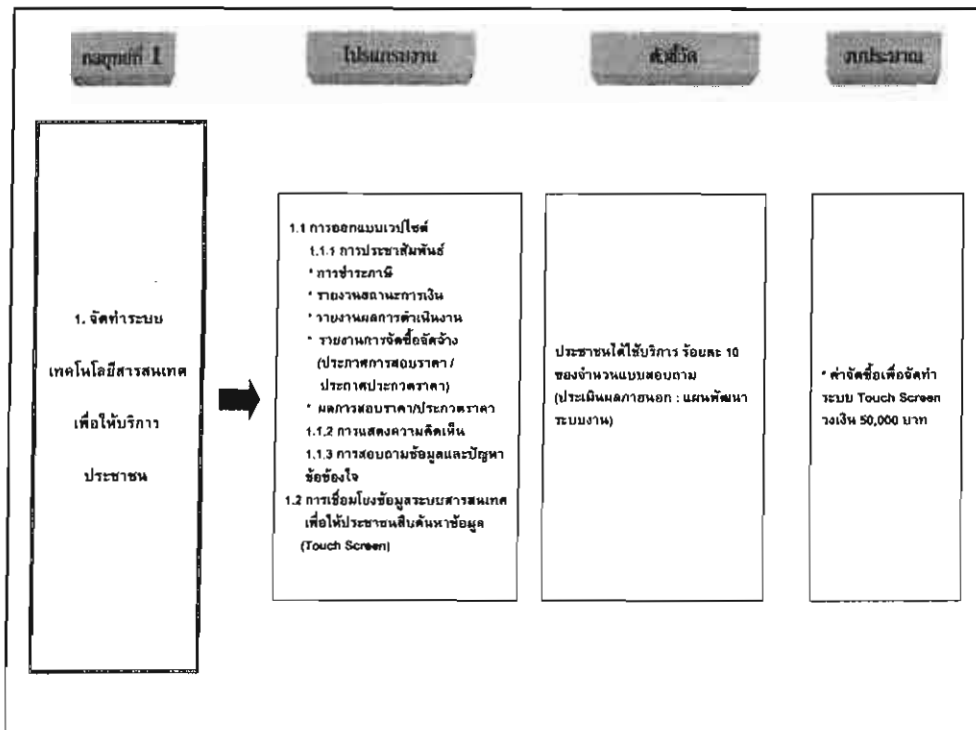 กลยุทธ์ที่ 1
โปรแกรมงาน
ตัวชี้วัด
งบประมาณ
1. จัดทำระบบ
เทคโนโลยีสารสนเทศ
เพื่อให้บริการ
ประชาชน
1.1 การออกแบบเวปไซต์
1.1.1 การประชาสัมพันธ์
* การชำระภาษี
* รายงานสถานะการเงิน
* รายงานผลการดำเนินงาน
* รายงานการจัดซื้อจัดจ้าง
(ประกาศการสอบราคา /
ประกาศประกวดราคา)
* ผลการสอบราคา/ประกวดราคา
1.1.2 การแสดงความคิดเห็น
1.1.3 การสอบถามข้อมูลและปัญหา
ข้อข้องใจ
1.2 การเชื่อมโยงข้อมูลระบบสารสนเทศ
เพื่อให้ประชาชนสืบค้นหาข้อมูล
(Touch Screen)
ประชาชนได้ใช้บริการ ร้อยละ 10
ของจำนวนแบบสอบถาม
(ประเมินผลภายนอก : แผนพัฒนา
ระบบงาน)
* ค่าจัดซื้อเพื่อจัดทำ
ระบบ Touch Screen
วงเงิน 50,000 บาท